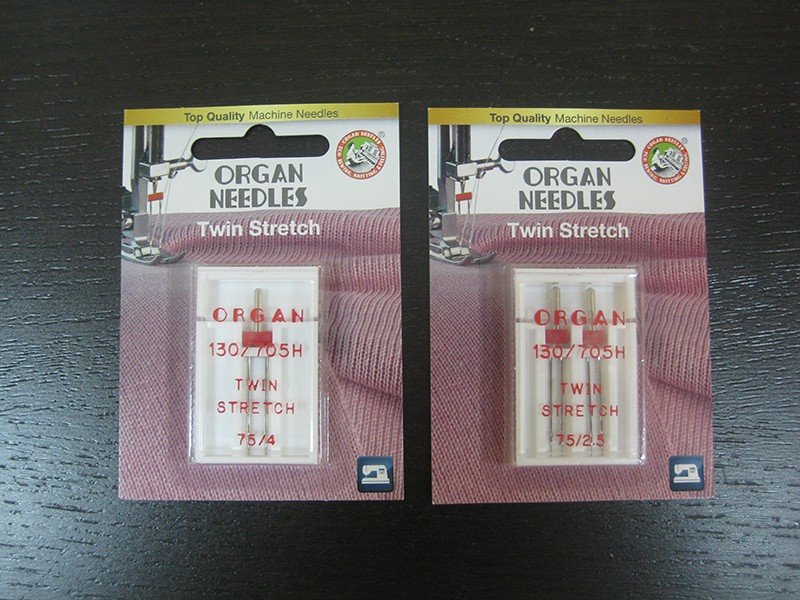 Top Quality Machine Needles
ORGAN
NEEDLES
®
Twin Stretch
ORGAN
130/705H
TWIN
STRETCH
75/4
Top Quality Machine Needles
ORGAN
NEEDLES
®
Twin Stretch
ORGAN
130/705H
TWIN
STRETCH
75/2.5